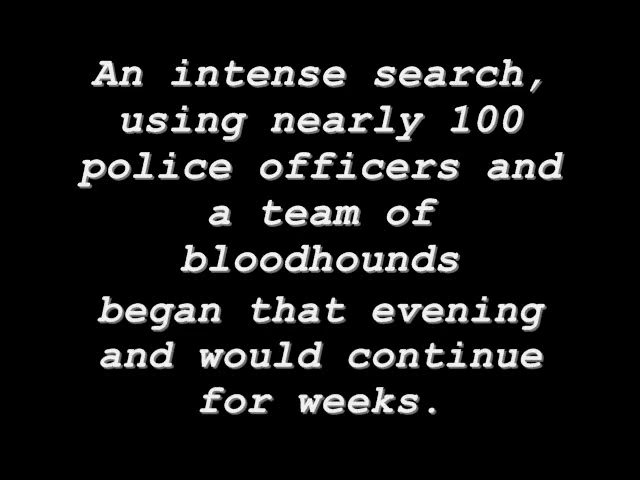 An intense search,
using nearly 100
police officers and
a team of
bloodhounds
began that evening
and would continue
for weeks.